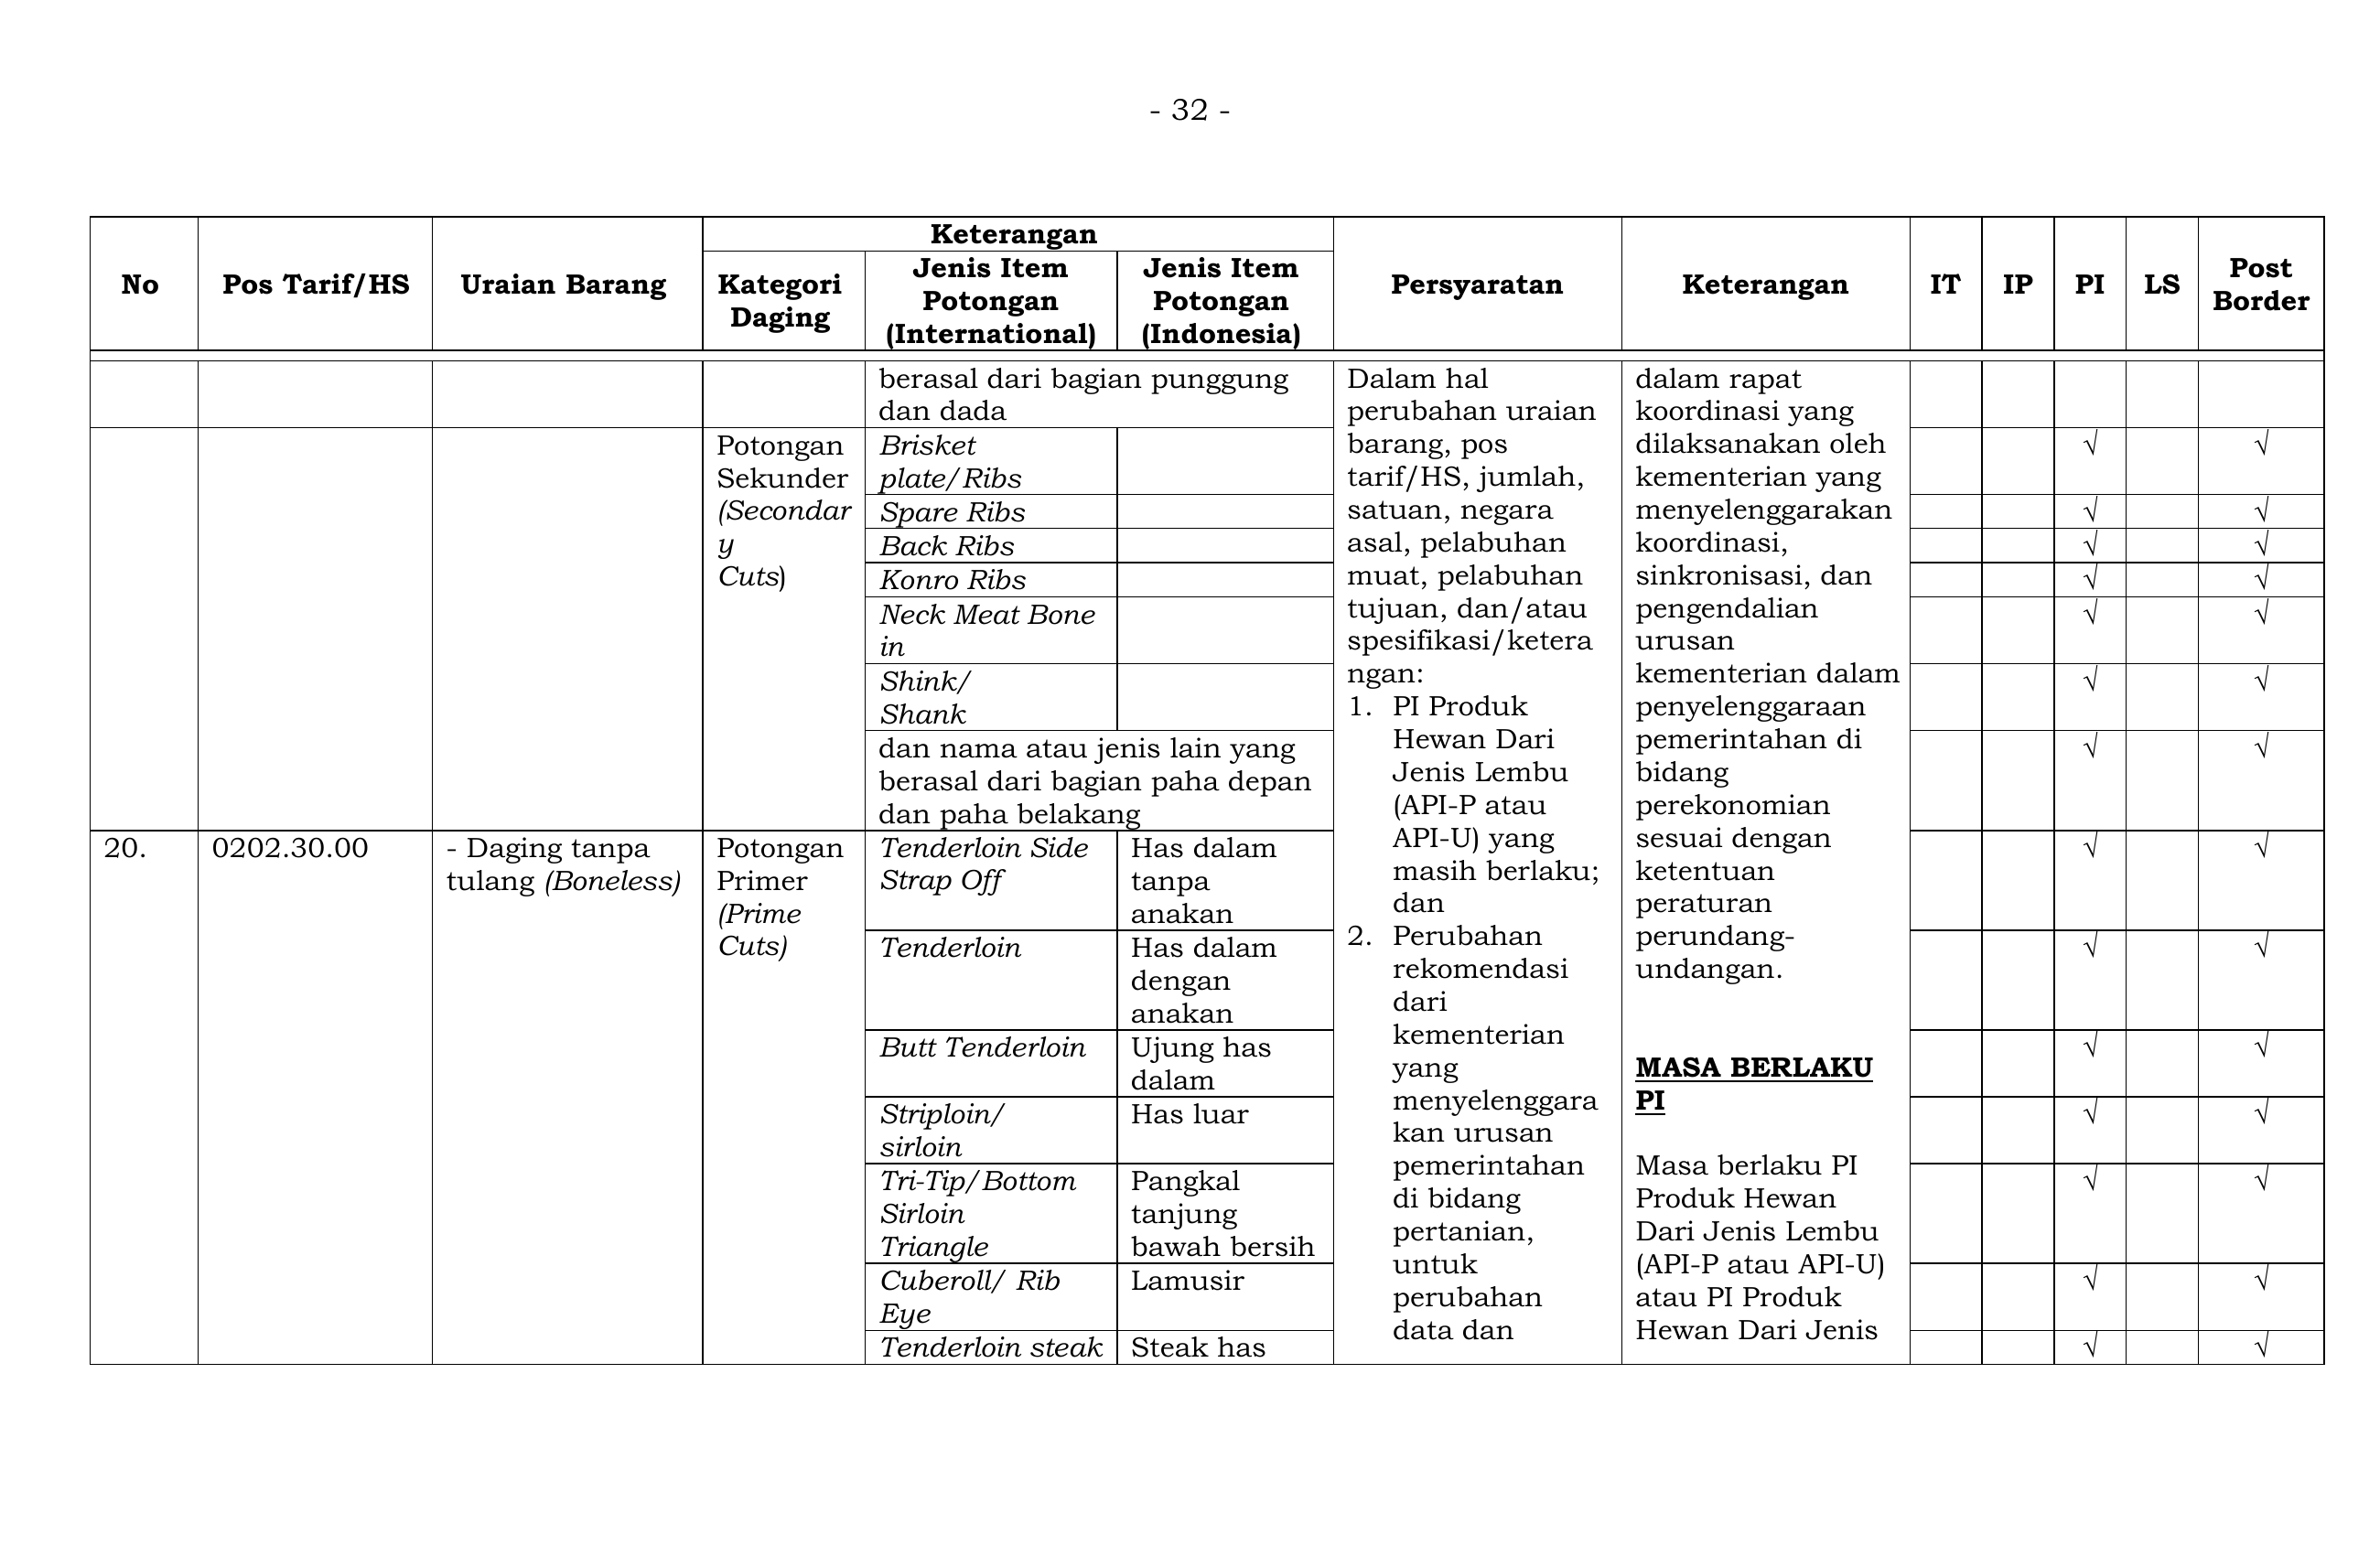 - 32 -
No
Pos Tarif/HS
Uraian Barang
Keterangan
Kategori
Daging
Jenis Item
Potongan
(International)
Jenis Item
Potongan
(Indonesia)
Persyaratan
Keterangan
IT
IP
PI
LS
Post
Border
berasal dari bagian punggung
dan dada
Potongan
Sekunder
(Secondar
y
Cuts)
Brisket
plate/Ribs
√
√
Spare Ribs
√
√
Back Ribs
√
√
Konro Ribs
√
√
Neck Meat Bone
in
√
√
Shink/
Shank
√
√
dan nama atau jenis lain yang
berasal dari bagian paha depan
dan paha belakang
√
√
20.
0202.30.00
- Daging tanpa
tulang (Boneless)
Potongan
Primer
(Prime
Cuts)
Tenderloin Side
Strap Off
Has dalam
tanpa
anakan
√
√
Tenderloin
Has dalam
dengan
anakan
√
√
Butt Tenderloin
Ujung has
dalam
√
√
Striploin/
sirloin
Has luar
√
√
Tri-Tip/Bottom
Sirloin
Triangle
Pangkal
tanjung
bawah bersih
√
√
Cuberoll/ Rib
Eye
Lamusir
√
√
Tenderloin steak
Steak has
√
√
Dalam hal
perubahan uraian
barang, pos
tarif/HS, jumlah,
satuan, negara
asal, pelabuhan
muat, pelabuhan
tujuan, dan/atau
spesifikasi/ketera
ngan:
1. PI Produk
Hewan Dari
Jenis Lembu
(API-P atau
API-U) yang
masih berlaku;
dan
2. Perubahan
rekomendasi
dari
kementerian
yang
menyelenggara
kan urusan
pemerintahan
di bidang
pertanian,
untuk
perubahan
data dan
dalam rapat
koordinasi yang
dilaksanakan oleh
kementerian yang
menyelenggarakan
koordinasi,
sinkronisasi, dan
pengendalian
urusan
kementerian dalam
penyelenggaraan
pemerintahan di
bidang
perekonomian
sesuai dengan
ketentuan
peraturan
perundang-
undangan.
MASA BERLAKU
PI
Masa berlaku PI
Produk Hewan
Dari Jenis Lembu
(API-P atau API-U)
atau PI Produk
Hewan Dari Jenis